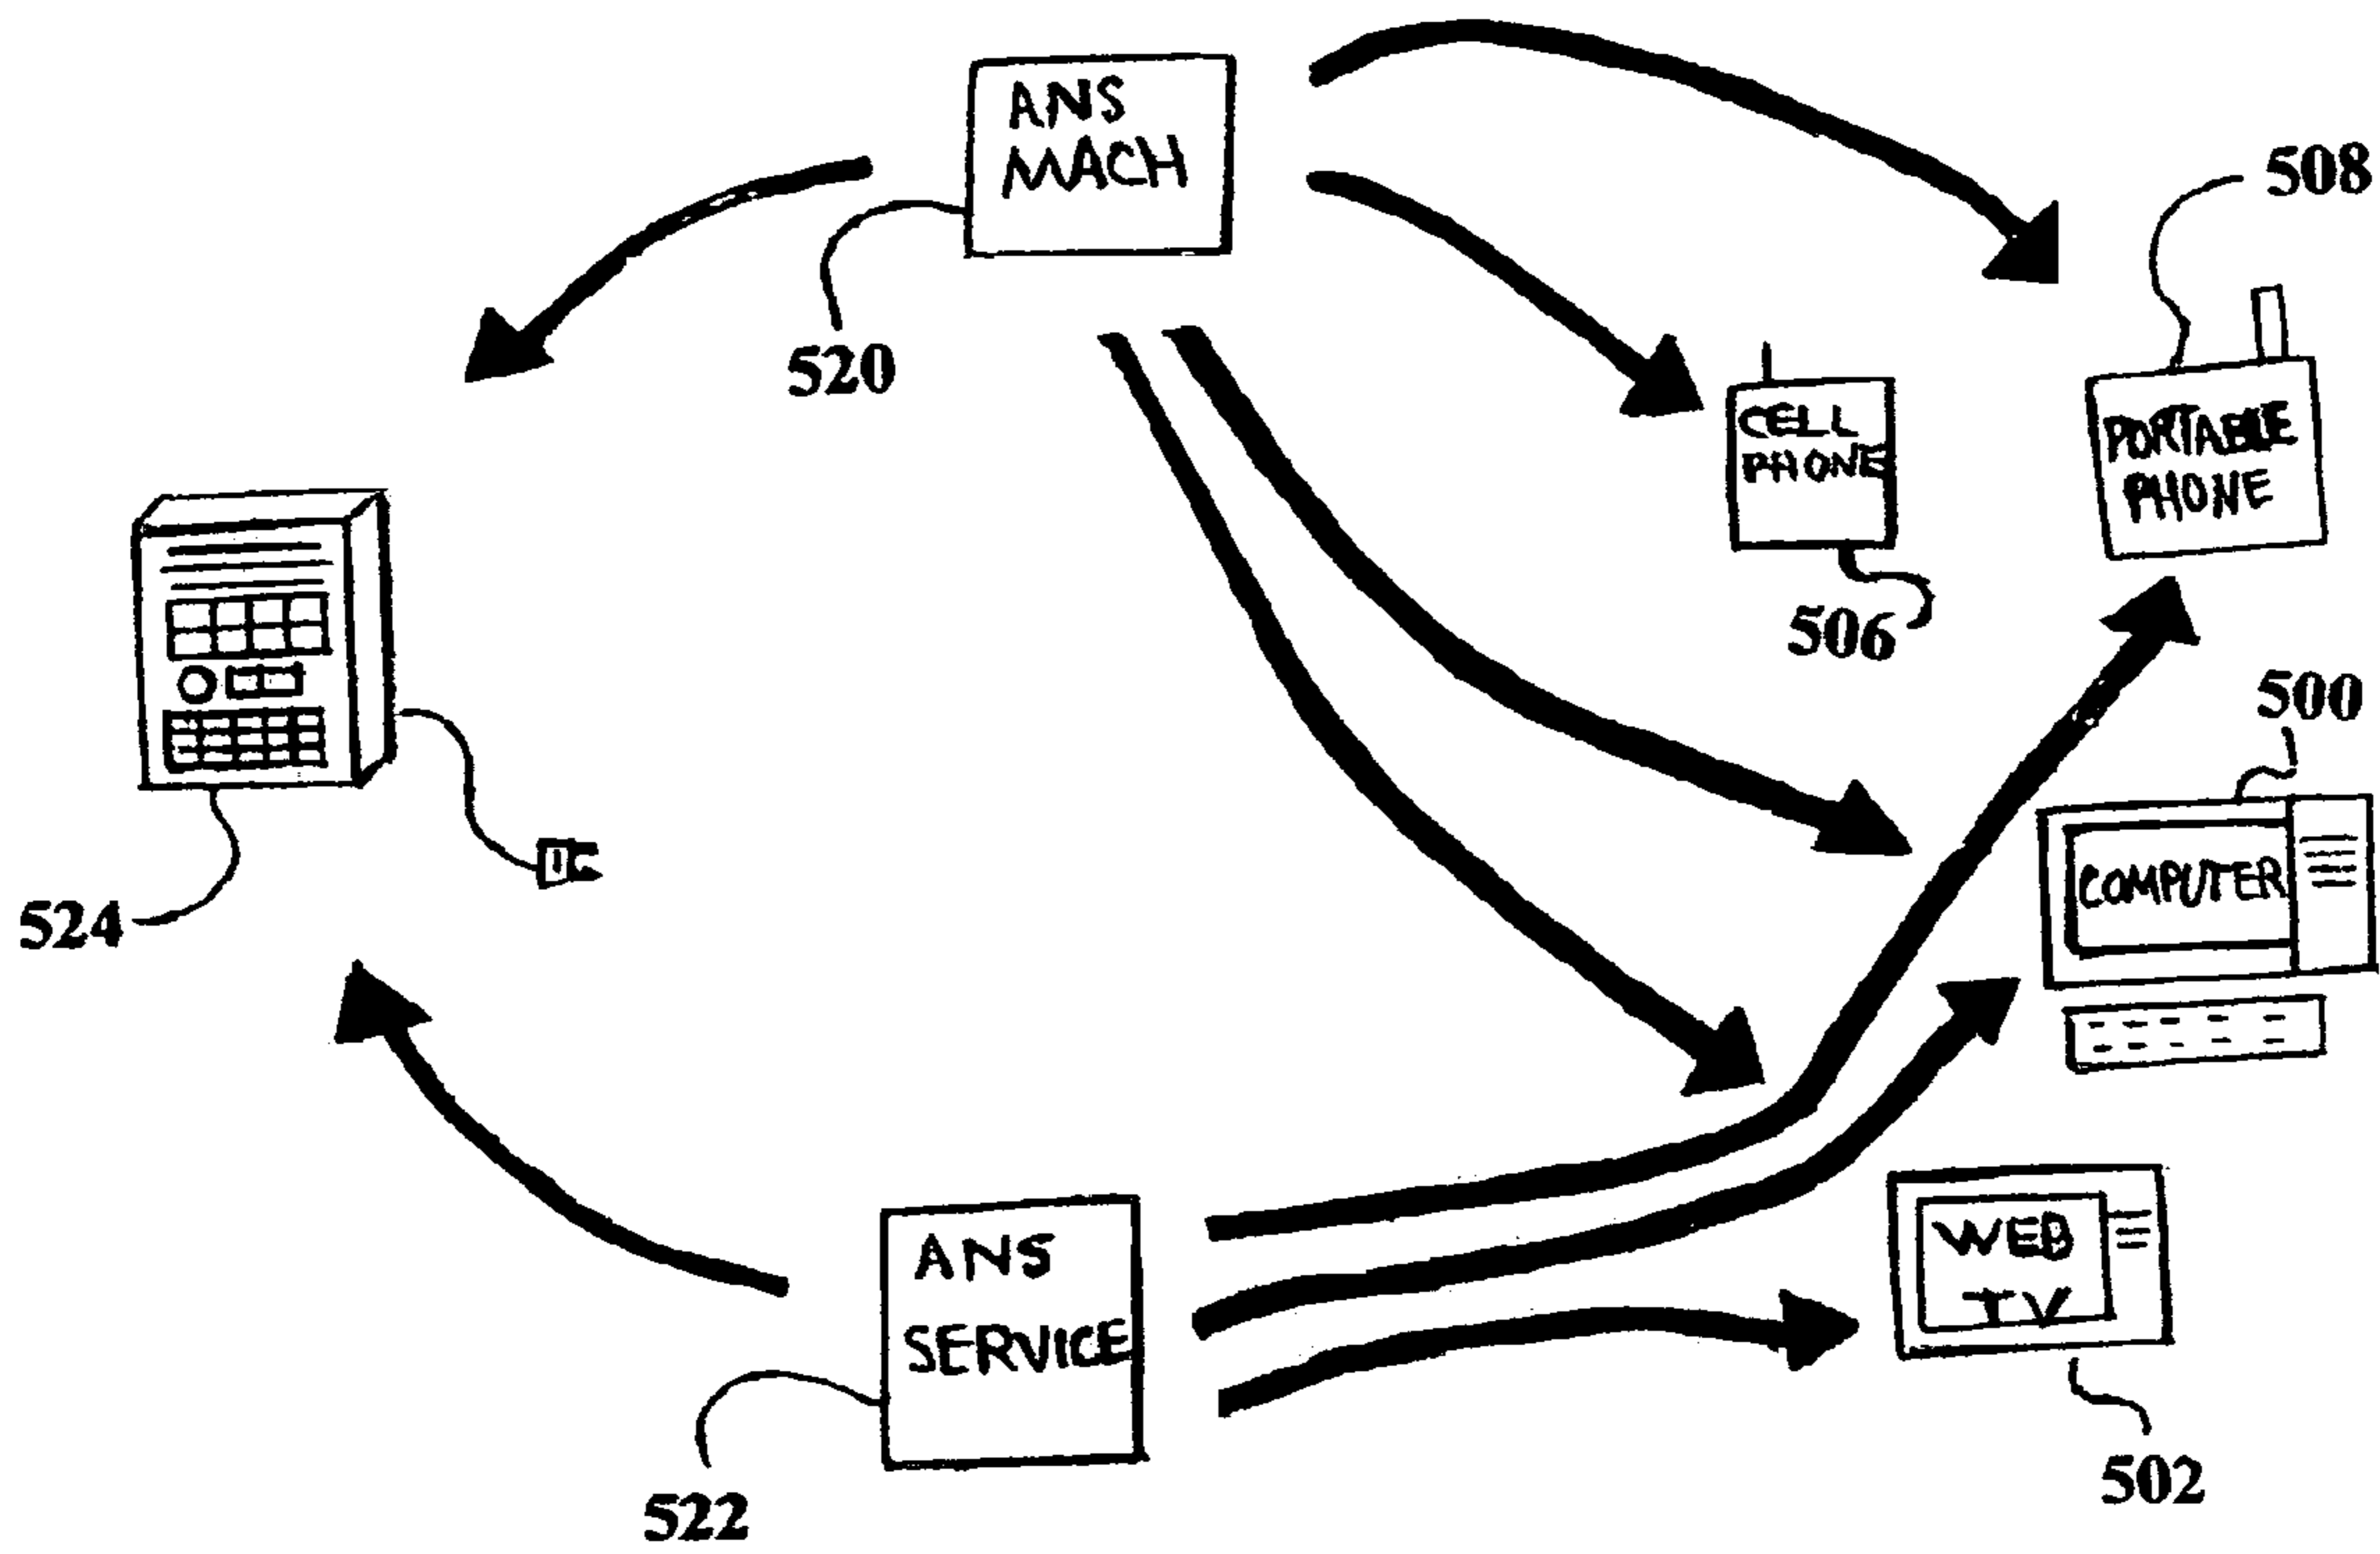 ANS
MACH
508
520
CELL
PHONE
PORTABLE
PHONE
506
500
COMPUTER
524
WEB
TV
ANS
SERVICE
502
522